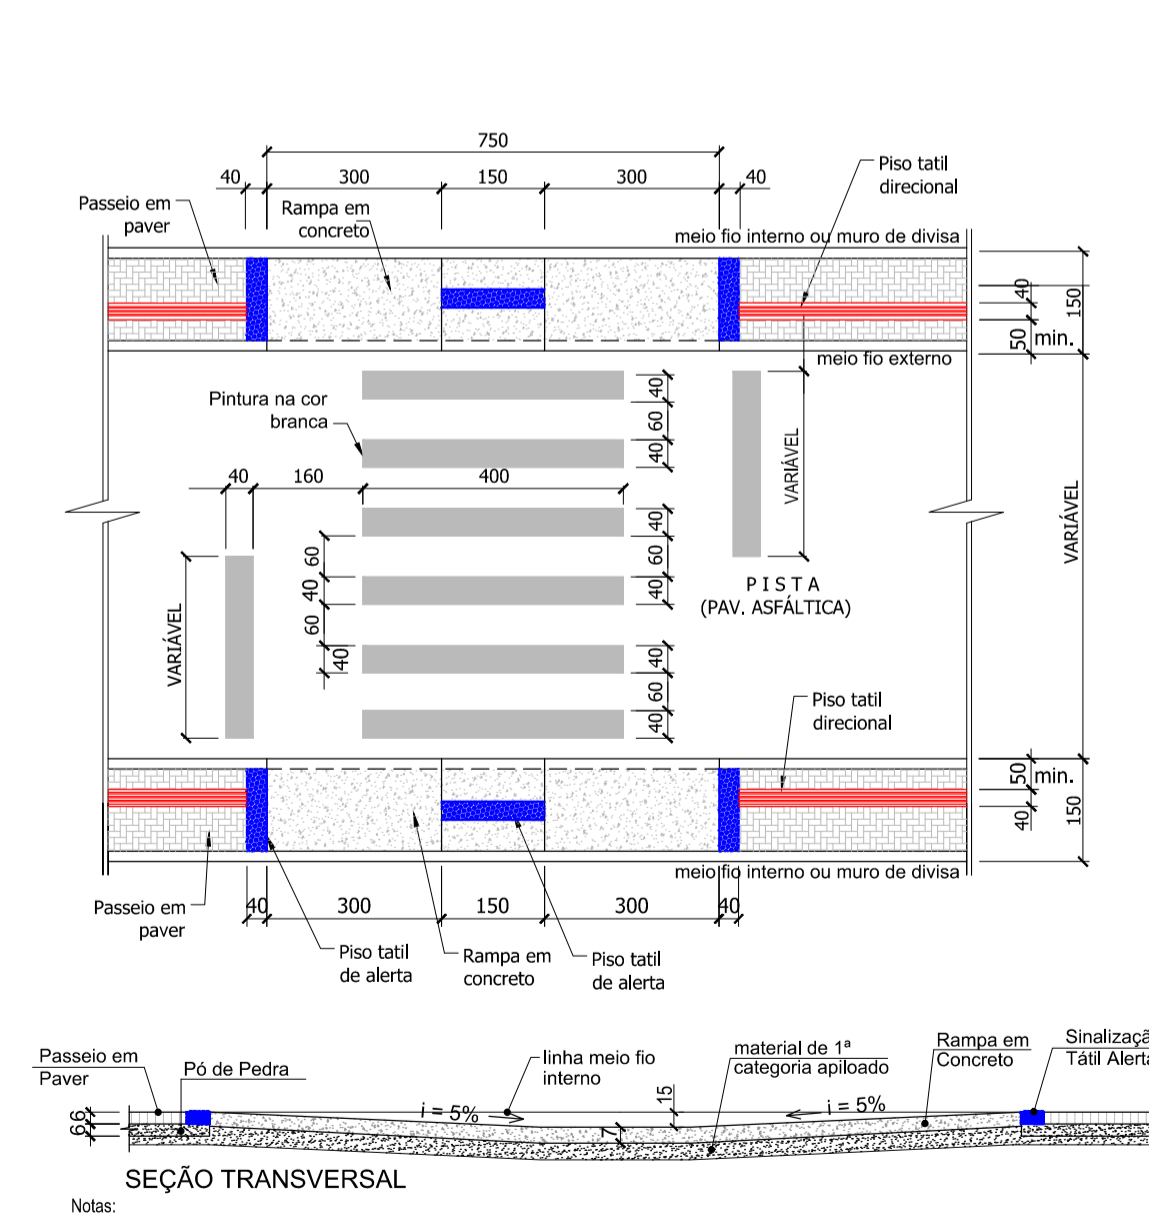 750
40
300
150
300
40
Piso tatil
direcional
Passeio em
paver
Rampa em
concreto
meio fio interno ou muro de divisa
40
150
50
min.
meio fio externo
Pintura na cor
branca
40
60
40
VARIÁVEL
40
160
400
VARIÁVEL
40
60
40
60
40
60
40
P I S T A
(PAV. ASFÁLTICA)
VARIÁVEL
40
60
40
Piso tatil
direcional
50
min.
40
150
meio fio interno ou muro de divisa
40
300
150
300
40
Passeio em
paver
Piso tatil
de alerta
Rampa em
concreto
Piso tatil
de alerta
Passeio em
Paver
Pó de Pedra
linha meio fio
interno
material de 1ª
categoria apiloado
Rampa em
Concreto
Sinalizaçã
Tátil Alerta
66
6
i = 5%
15
i = 5%
7
SEÇÃO TRANSVERSAL
Notas: